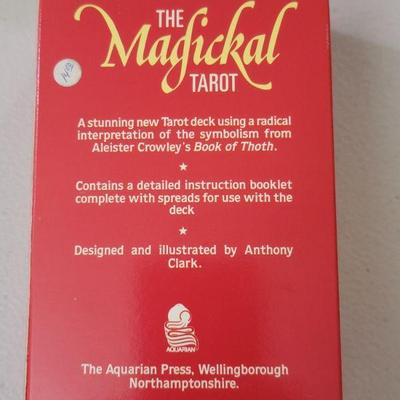 THE
Magickal
TAROT
A stunning new Tarot deck using a radical
interpretation of the symbolism from
Aleister Crowley's Book of Thoth.
Contains a detailed instruction booklet
complete with spreads for use with the
deck
Designed and illustrated by Anthony
Clark.
AQUARIAN
The Aquarian Press, Wellingborough
Northamptonshire.